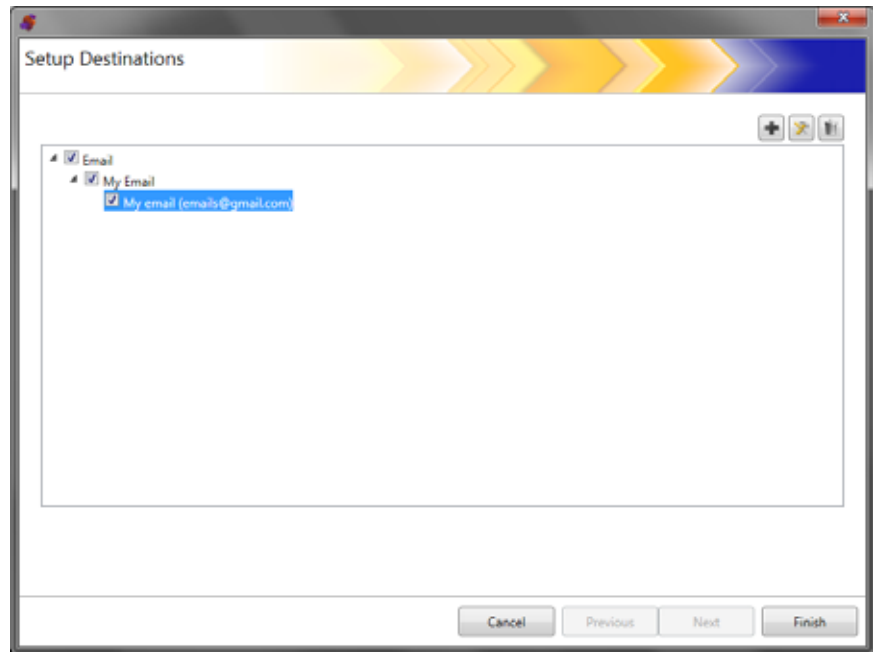 Setup Destinations
Email
My Email
My email (emails@gmail.com)
Cancel Previous Next Finish